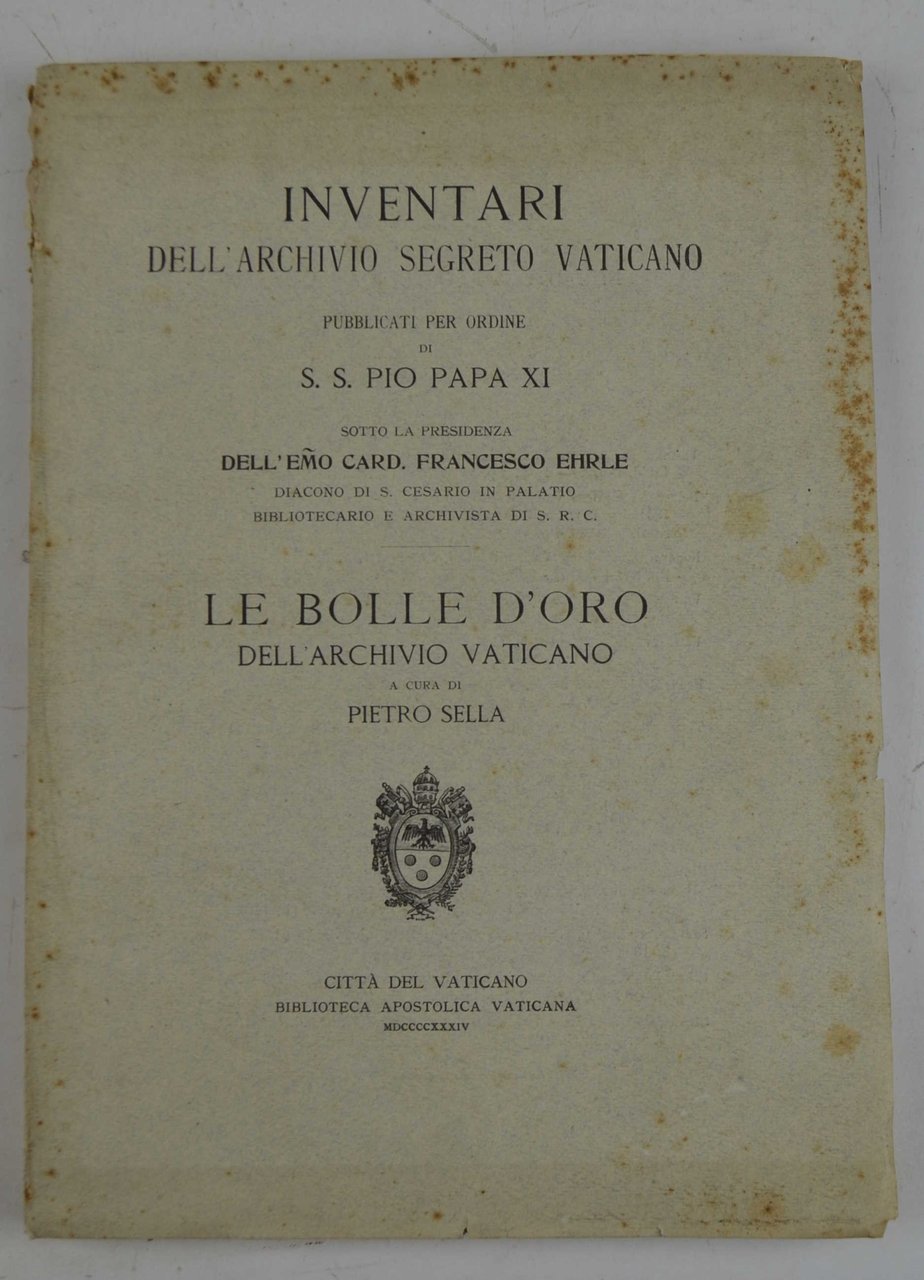 INVENTARI
DELL'ARCHIVIO SEGRETO VATICANO
PUBBLICATI PER ORDINE
DI
S. S. PIO PAPA XI
SOTTO LA PRESIDENZA
DELL'EM̃O CARD. FRANCESCO EHRLE
DIACONO DI S. CESARIO IN PALATIO
BIBLIOTECARIO E ARCHIVISTA DI S. R. C.
LE BOLLE D'ORO
DELL'ARCHIVIO VATICANO
A CURA DI
PIETRO SELLA
CITTÀ DEL VATICANO
BIBLIOTECA APOSTOLICA VATICANA
MDCCCCXXXIV